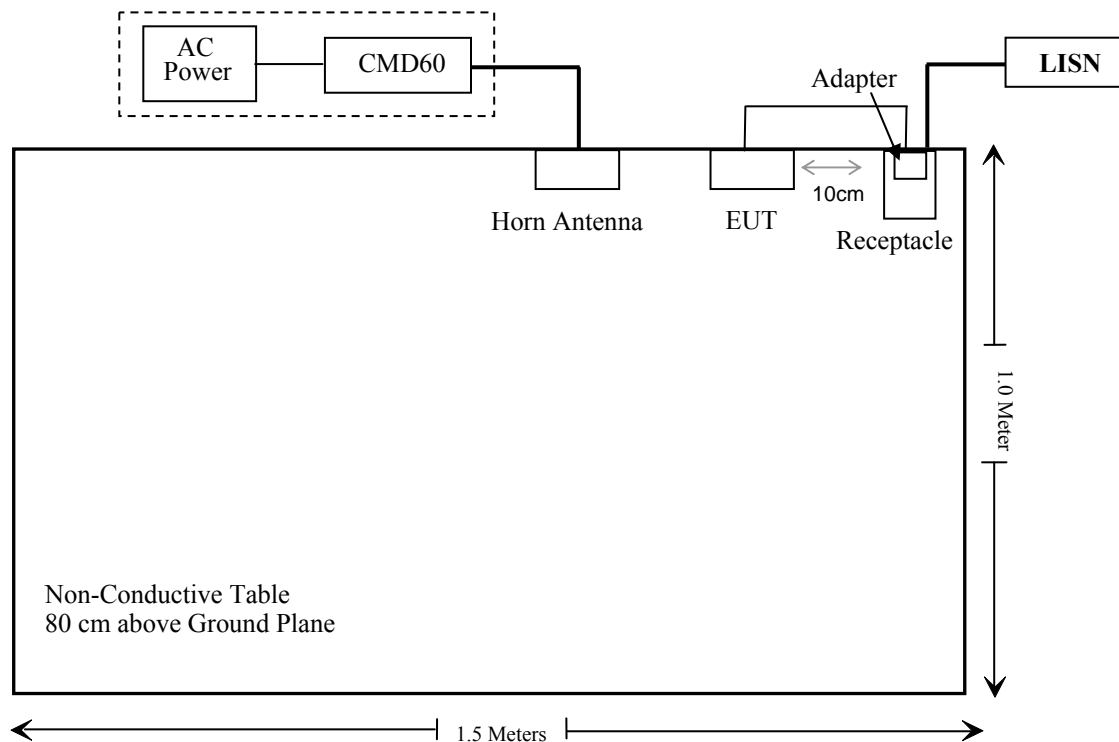 AC
Power
CMD60
LISN
Adapter
10cm
Horn Antenna
EUT
Receptacle
1.0 Meter
Non-Conductive Table
80 cm above Ground Plane
1.5 Meters